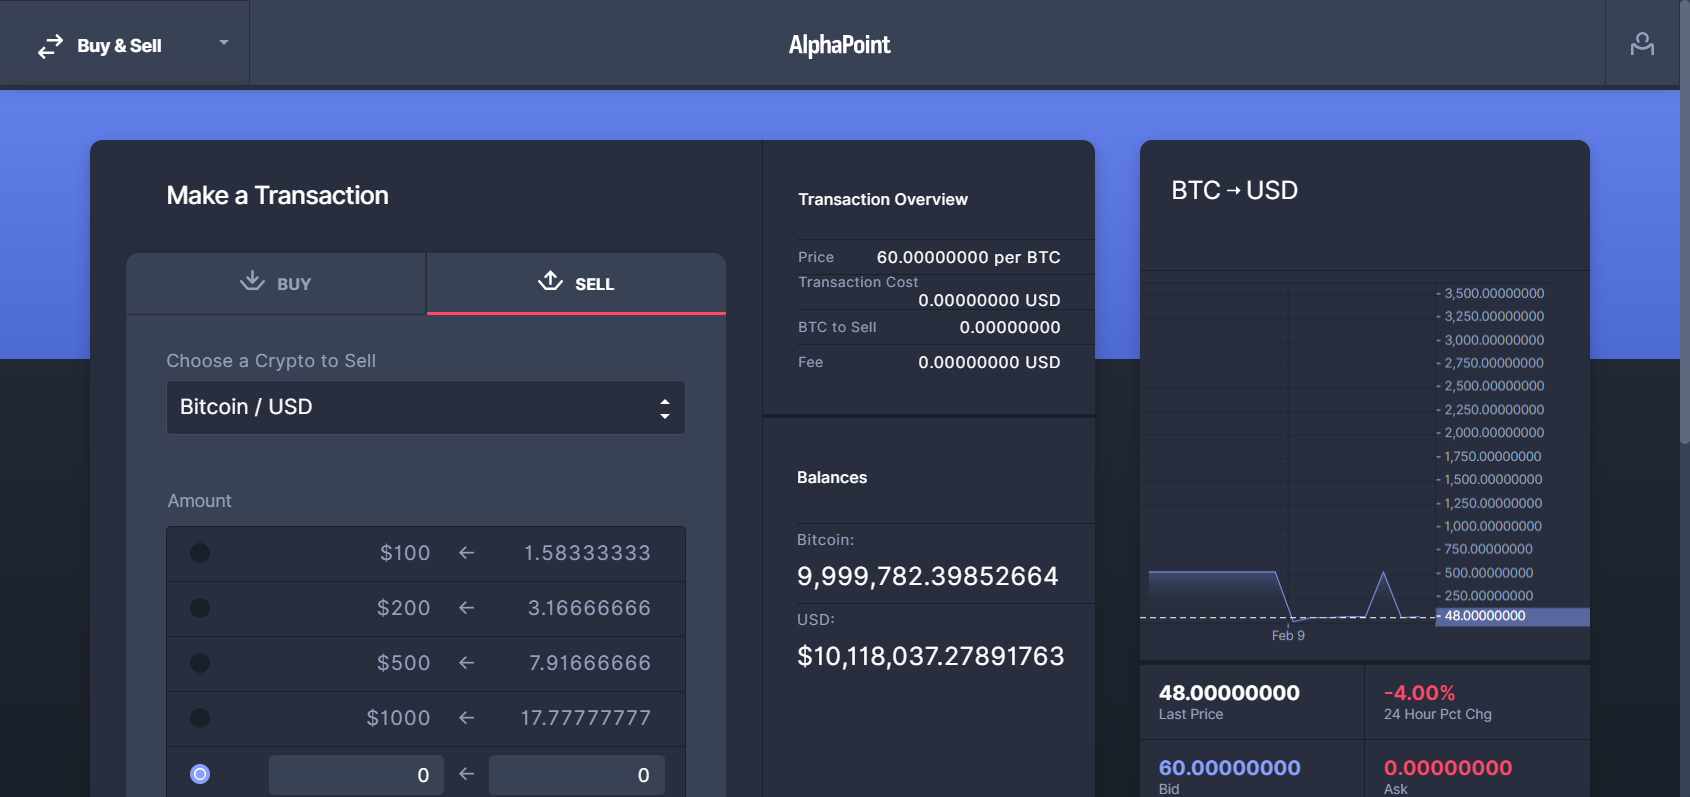 Buy & Sell
AlphaPoint
Make a Transaction
BUY
SELL
Choose a Crypto to Sell
Bitcoin / USD
Amount
$100 ← 1.58333333
$200 ← 3.16666666
$500 ← 7.91666666
$1000 ← 17.77777777
0 ← 0
Transaction Overview
Price 60.00000000 per BTC
Transaction Cost
0.00000000 USD
BTC to Sell 0.00000000
Fee 0.00000000 USD
Balances
Bitcoin:
9,999,782.39852664
USD:
$10,118,037.27891763
BTC → USD
3,500.00000000
3,250.00000000
3,000.00000000
2,750.00000000
2,500.00000000
2,250.00000000
2,000.00000000
1,750.00000000
1,500.00000000
1,250.00000000
1,000.00000000
750.00000000
500.00000000
250.00000000
48.00000000
Feb 9
48.00000000
Last Price
-4.00%
24 Hour Pct Chg
60.00000000
Bid
0.00000000
Ask